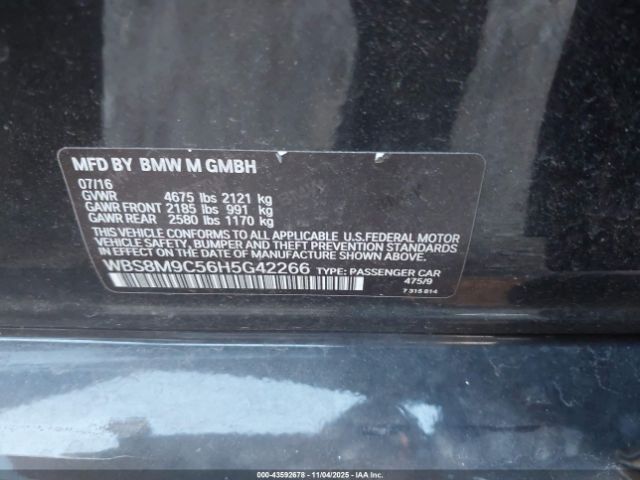 MFD BY BMW M GMBH
07/16
GVWR 4675 lbs 2121 kg
GAWR FRONT 2185 lbs 991 kg
GAWR REAR 2580 lbs 1170 kg
THIS VEHICLE CONFORMS TO ALL APPLICABLE U.S.FEDERAL MOTOR
VEHICLE SAFETY, BUMPER AND THEFT PREVENTION STANDARDS
IN EFFECT ON THE DATE OF MANUFACTURE SHOWN ABOVE.
WBS8M9C56H5G42266 TYPE: PASSENGER CAR
475/9
7 315 814
000-43592678 - 11/04/2025 - IAA Inc.